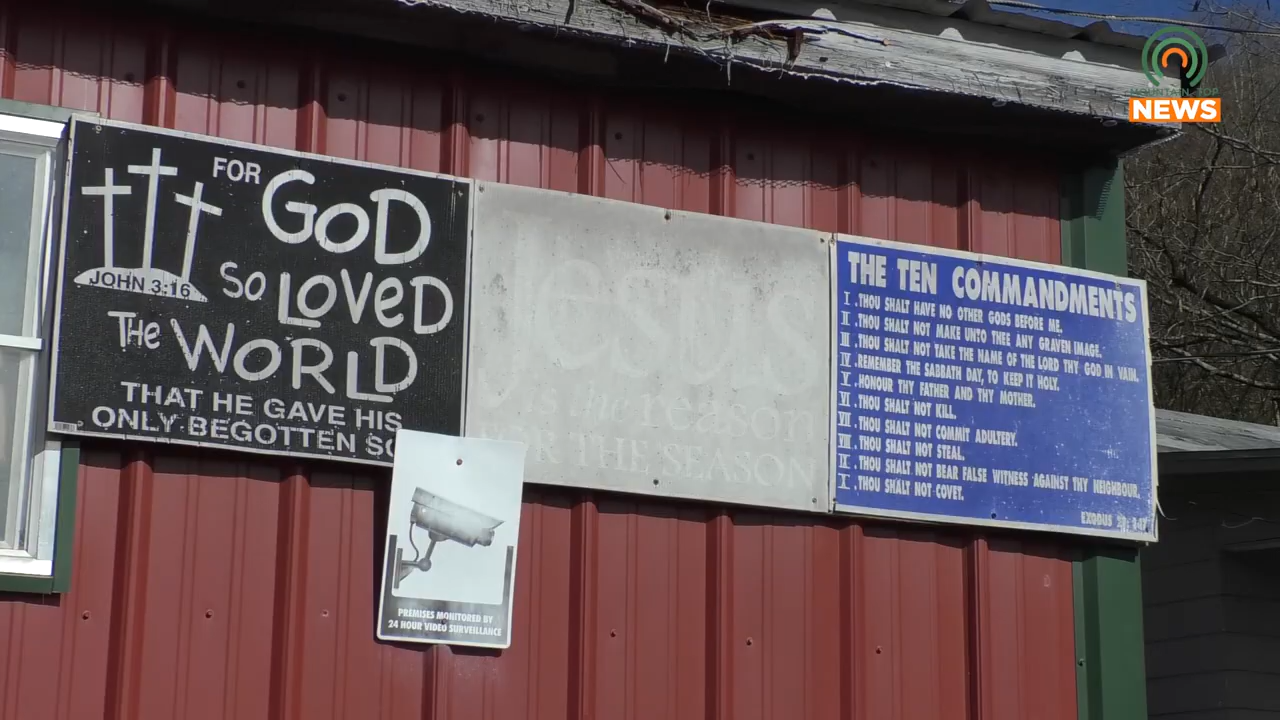 FOR
GOD
SO LOVED
THE
WORLD
THAT HE GAVE HIS
ONLY BEGOTTEN
JOHN 3:16
Jesus
is the reason
FOR THE SEASON
THE TEN COMMANDMENTS
I. THOU SHALT HAVE NO OTHER GODS BEFORE ME.
II. THOU SHALT NOT MAKE UNTO THEE ANY GRAVEN IMAGE.
III. THOU SHALT NOT TAKE THE NAME OF THE LORD THY GOD IN VAIN.
IV. REMEMBER THE SABBATH DAY, TO KEEP IT HOLY.
V. HONOUR THY FATHER AND THY MOTHER.
VI. THOU SHALT NOT KILL.
VII. THOU SHALT NOT COMMIT ADULTERY.
VIII. THOU SHALT NOT STEAL.
IX. THOU SHALT NOT BEAR FALSE WITNESS AGAINST THY NEIGHBOUR.
X. THOU SHALT NOT COVET.
EXODUS
PREMISES MONITORED BY
24 HOUR VIDEO SURVEILLANCE
MOUNTAIN TOP
NEWS